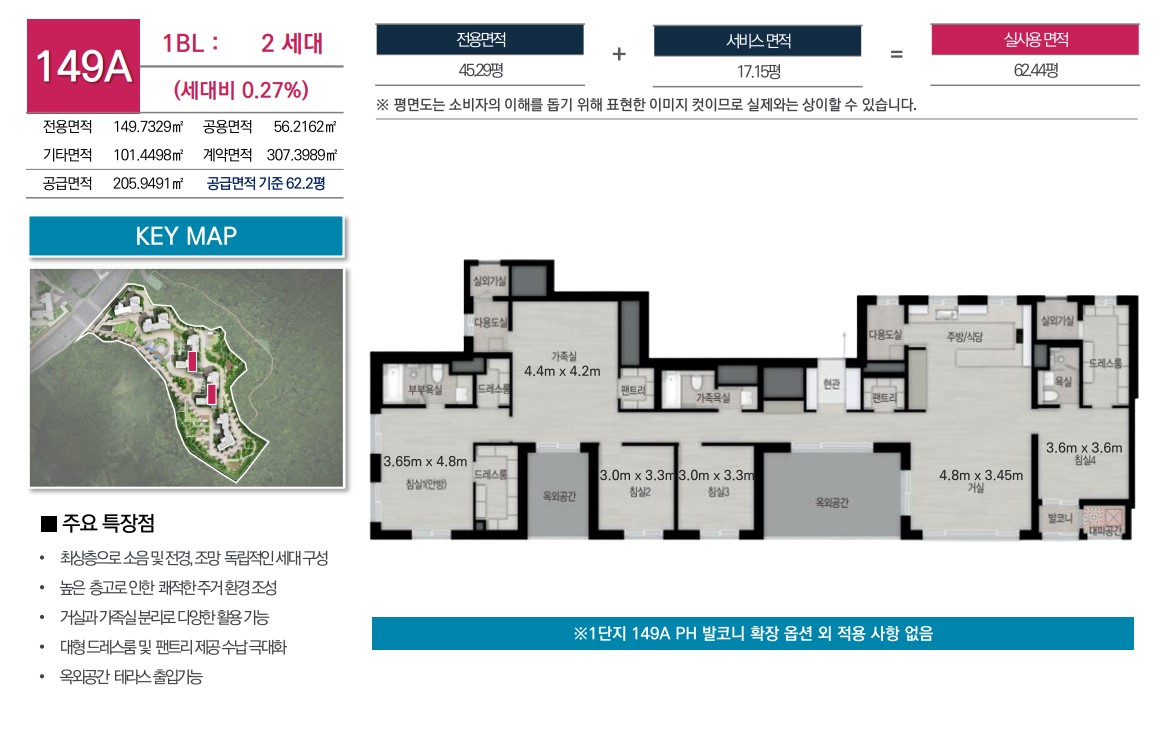 149A
1BL : 2 세대
(세대비 0.27%)
전용면적 149.7329㎡ 공용면적 56.2162㎡
기타면적 101.4498㎡ 계약면적 307.3989㎡
공급면적 205.9491㎡ 공급면적 기준 62.2평
전용면적 + 서비스 면적 = 실사용 면적
45.29평 17.15평 62.44평
※ 평면도는 소비자의 이해를 돕기 위해 표현한 이미지 컷이므로 실제와는 상이할 수 있습니다.
KEY MAP
실외기실
다용도실
가족실
4.4m x 4.2m
부부욕실
드레스룸
팬트리
가족욕실
현관
팬트리
다용도실
주방/식당
실외기실
드레스룸
욕실
3.65m x 4.8m
침실1(안방)
드레스룸
옥외공간
3.0m x 3.3m
침실2
3.0m x 3.3m
침실3
옥외공간
4.8m x 3.45m
거실
3.6m x 3.6m
침실4
발코니
대피공간
■ 주요 특장점
• 최상층으로 소음 및 전경, 조망 독립적인 세대 구성
• 높은 층고로 인한 쾌적한 주거 환경 조성
• 거실과 가족실 분리로 다양한 활용 가능
• 대형 드레스룸 및 팬트리 제공 수납 극대화
• 옥외공간 테라스 출입가능
※1단지 149A PH 발코니 확장 옵션 외 적용 사항 없음